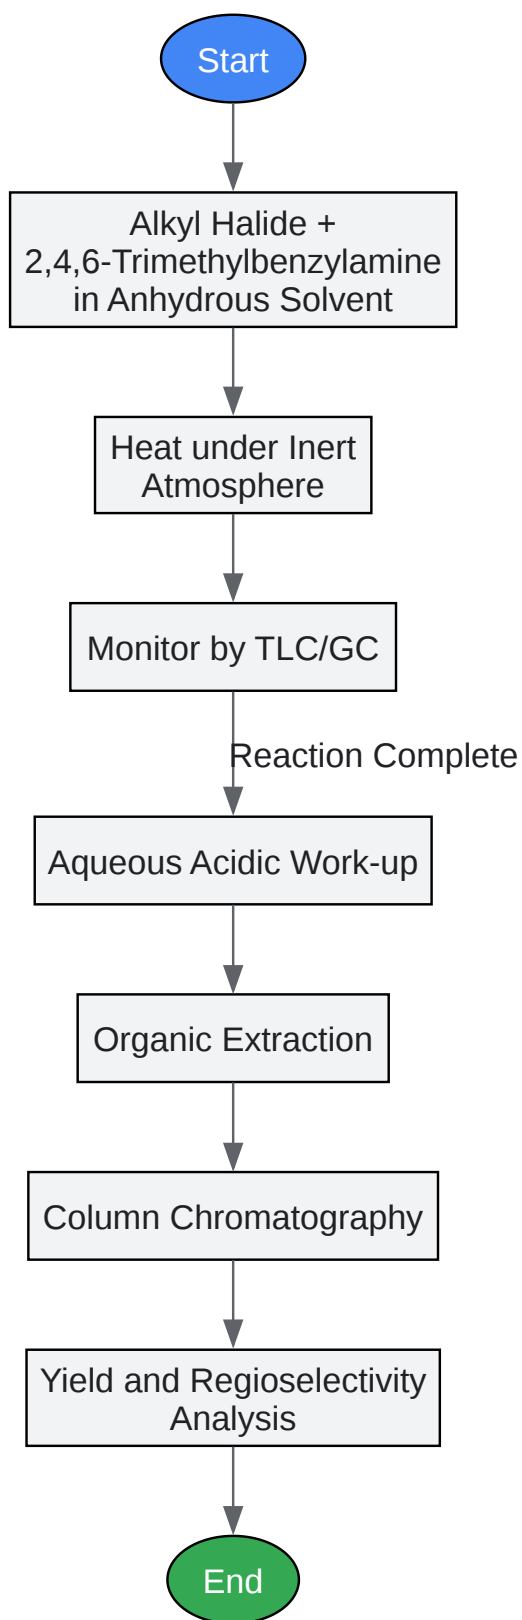 Start
Alkyl Halide +
2,4,6-Trimethylbenzylamine
in Anhydrous Solvent
Heat under Inert
Atmosphere
Monitor by TLC/GC
Reaction Complete
Aqueous Acidic Work-up
Organic Extraction
Column Chromatography
Yield and Regioselectivity
Analysis
End